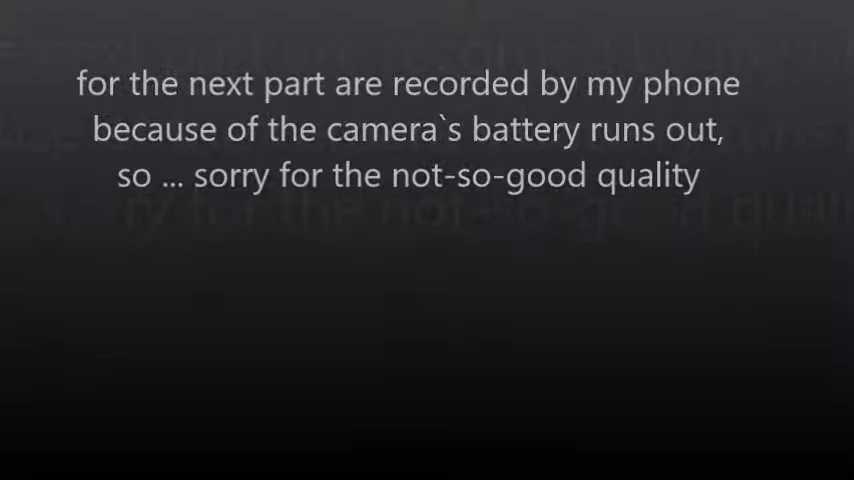 for the next part are recorded by my phone
because of the camera`s battery runs out,
so ... sorry for the not-so-good quality